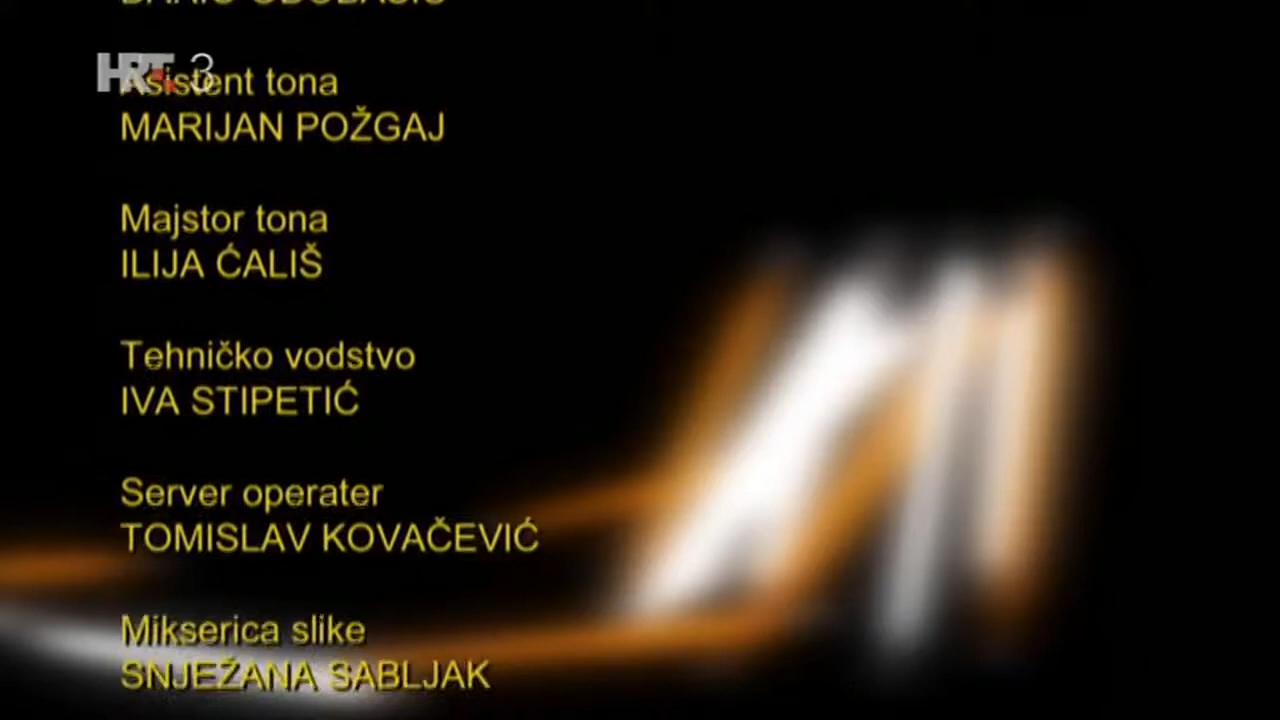 HRT 3
Asistent tona
MARIJAN POŽGAJ
Majstor tona
ILIJA ĆALIŠ
Tehničko vodstvo
IVA STIPETIĆ
Server operater
TOMISLAV KOVAČEVIĆ
Mikserica slike
SNJEŽANA SABLJAK